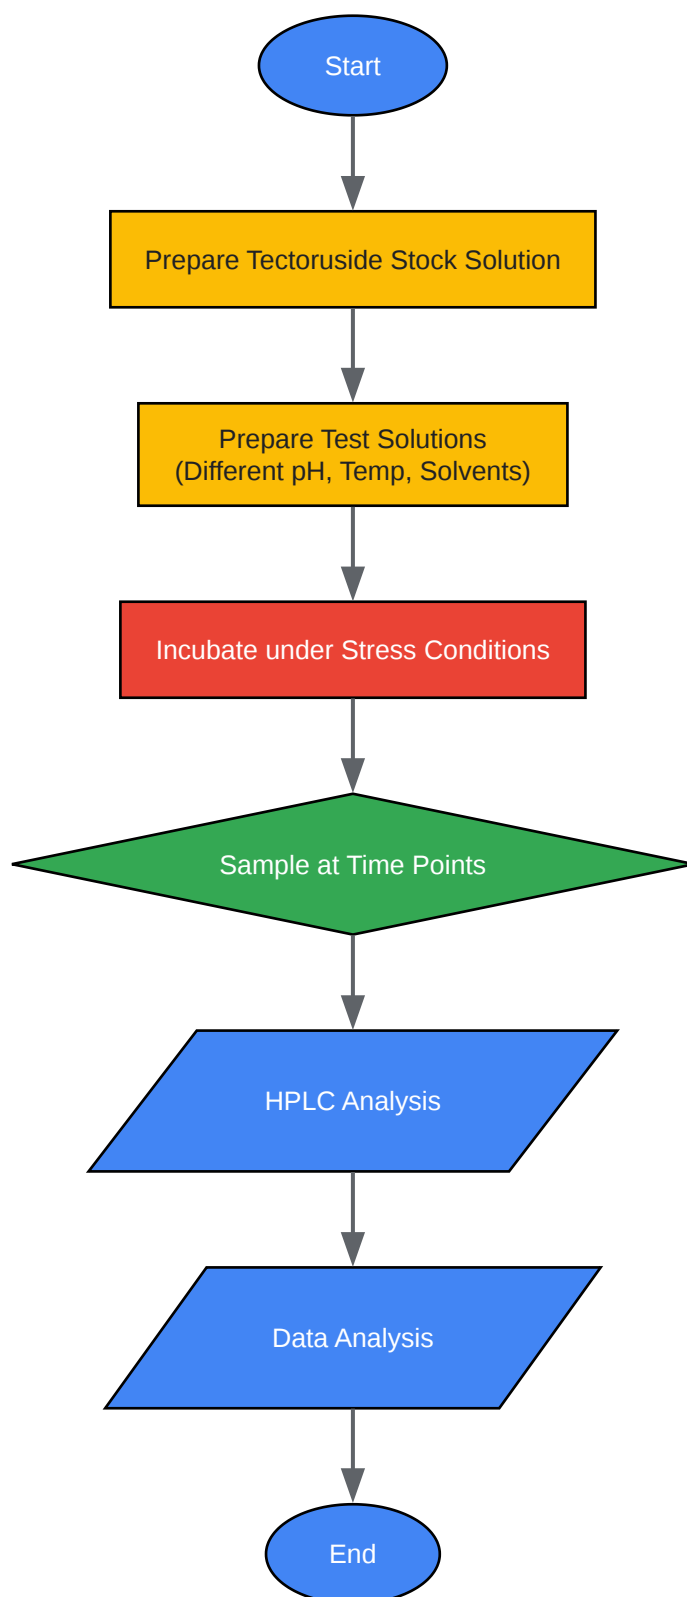 Start
Prepare Tectoruside Stock Solution
Prepare Test Solutions
(Different pH, Temp, Solvents)
Incubate under Stress Conditions
Sample at Time Points
HPLC Analysis
Data Analysis
End